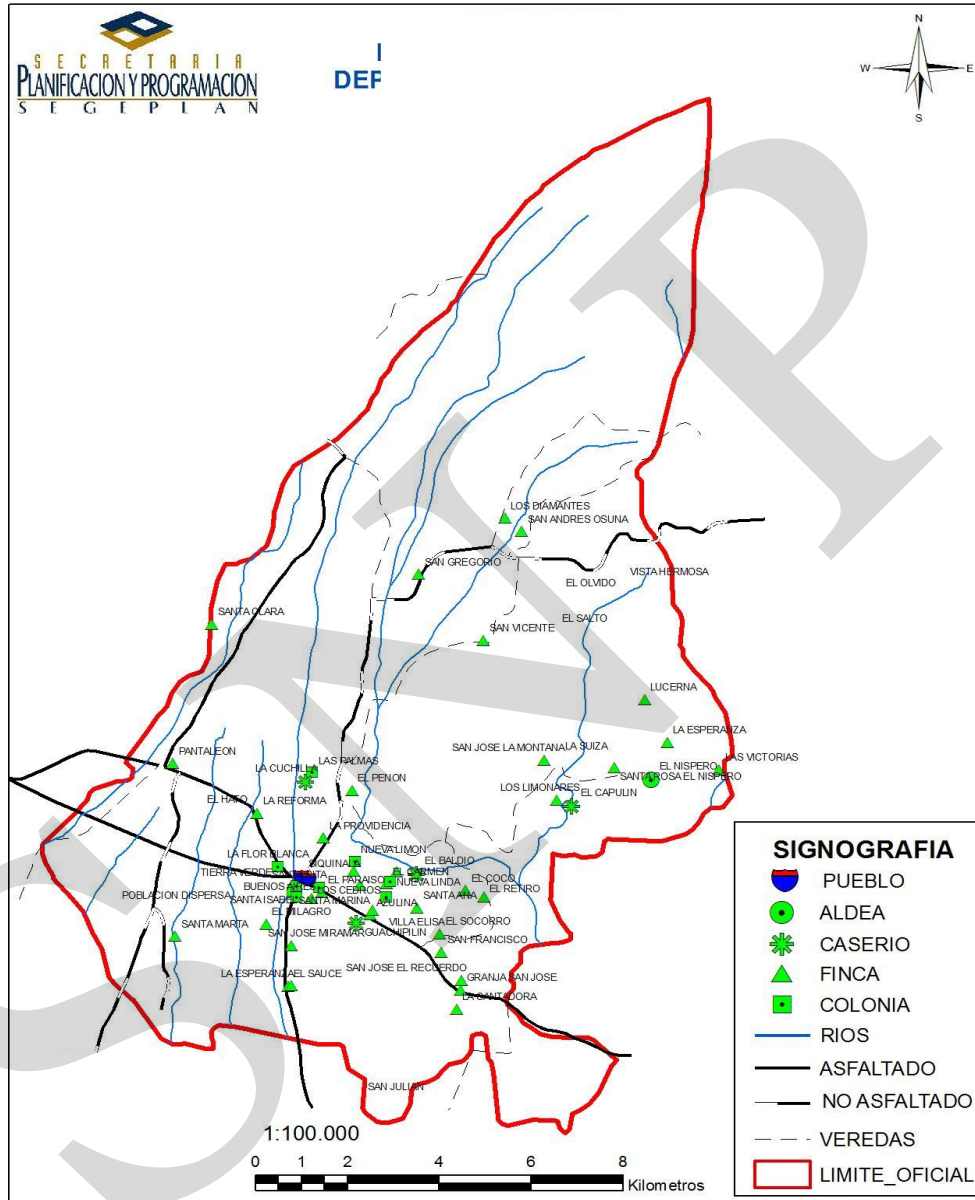 SECRETARIA
PLANIFICACION Y PROGRAMACION
SEGEPLAN
DEP
N
W
E
S
LOS DIAMANTES
SAN ANDRES OSUNA
SAN GREGORIO
VISTA HERMOSA
EL OLVIDO
SANTA CLARA
EL SALTO
SAN VICENTE
LUCERNA
LA ESPERANZA
SAN JOSE LA MONTANA
LA SUIZA
PANTALEON
LAS PALMAS
LA CUCHILLA
EL NISPERO
LAS VICTORIAS
EL PENON
SANTA ROSA EL NISPERO
LOS LIMONARES
EL CAPULIN
EL HATO
LA REFORMA
LA PROVIDENCIA
NUEVA LIMON
LA FLOR BLANCA
SIQUINALA
EL BALDIO
TIERRA VERDE
EL CARMEN
EL PARAISO
NUEVA LINDA
EL COCO
BUENOS AIRES
LOS CEDROS
EL RETIRO
POBLACION DISPERSA
SANTA ISABEL
SANTA MARINA
AZULINA
SANTA ANA
EL MILAGRO
SANTA MARTA
SAN JOSE MIRAMAR
GUACHIPILIN
VILLA ELISA
EL SOCORRO
SAN FRANCISCO
SAN JOSE EL RECUERDO
LA ESPERANZA
EL SAUCE
GRANJA SAN JOSE
LA CANTADORA
SAN JULIAN
1:100.000
0 1 2 4 6 8
Kilometros
SIGNOGRAFIA
PUEBLO
ALDEA
CASERIO
FINCA
COLONIA
RIOS
ASFALTADO
NO ASFALTADO
VEREDAS
LIMITE_OFICIAL
SNIP